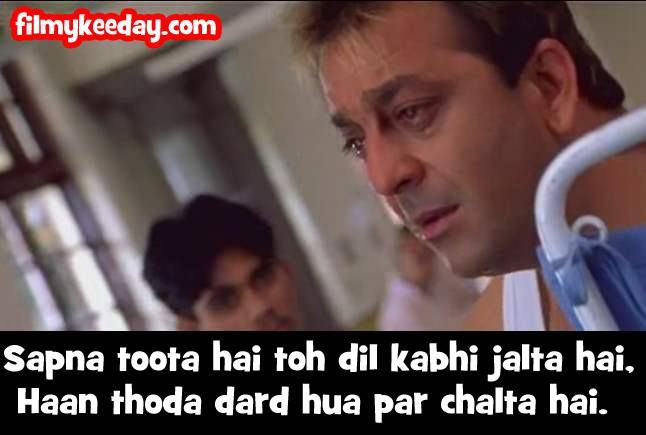 filmykeeday.com
Sapna toota hai toh dil kabhi jalta hai,
Haan thoda dard hua par chalta hai.